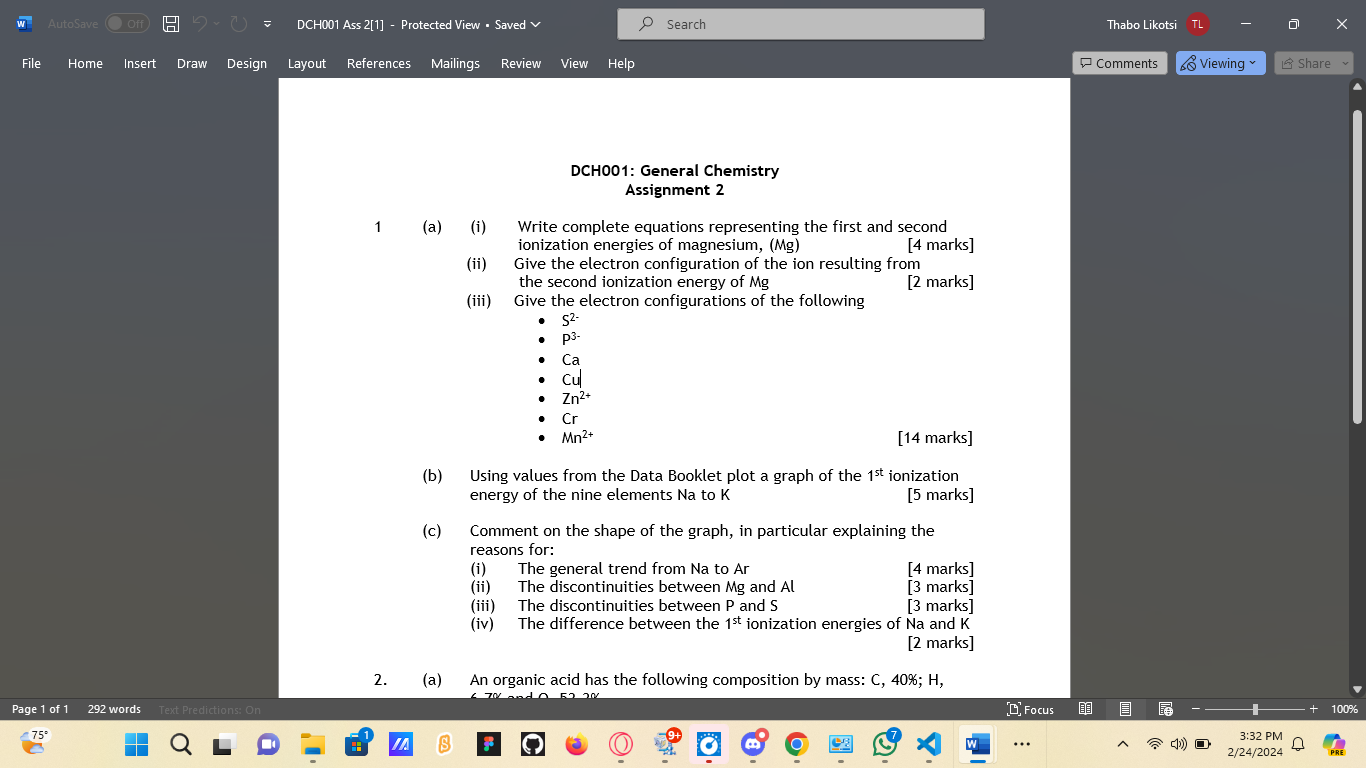 AutoSave Off DCH001 Ass 2[1] - Protected View • Saved Search Thabo Likotsi TL
File Home Insert Draw Design Layout References Mailings Review View Help Comments Viewing Share
DCH001: General Chemistry
Assignment 2
1 (a) (i) Write complete equations representing the first and second
ionization energies of magnesium, (Mg) [4 marks]
(ii) Give the electron configuration of the ion resulting from
the second ionization energy of Mg [2 marks]
(iii) Give the electron configurations of the following
• S²⁻
• P³⁻
• Ca
• Cu
• Zn²⁺
• Cr
• Mn²⁺ [14 marks]
(b) Using values from the Data Booklet plot a graph of the 1ˢᵗ ionization
energy of the nine elements Na to K [5 marks]
(c) Comment on the shape of the graph, in particular explaining the
reasons for:
(i) The general trend from Na to Ar [4 marks]
(ii) The discontinuities between Mg and Al [3 marks]
(iii) The discontinuities between P and S [3 marks]
(iv) The difference between the 1ˢᵗ ionization energies of Na and K
[2 marks]
2. (a) An organic acid has the following composition by mass: C, 40%; H,
Page 1 of 1 292 words Text Predictions: On Focus 100%
75° 1 9+ 7 3:32 PM
2/24/2024 PRE